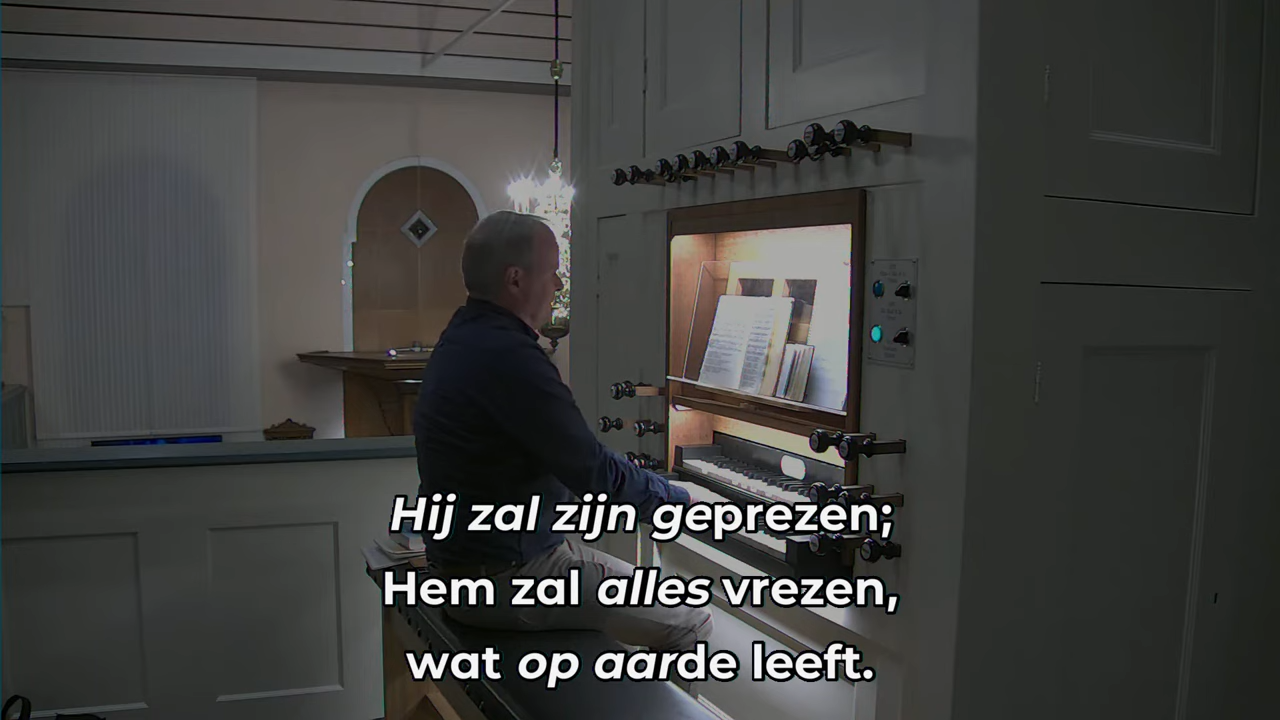 Hij zal zijn geprezen;
Hem zal alles vrezen,
wat op aarde leeft.